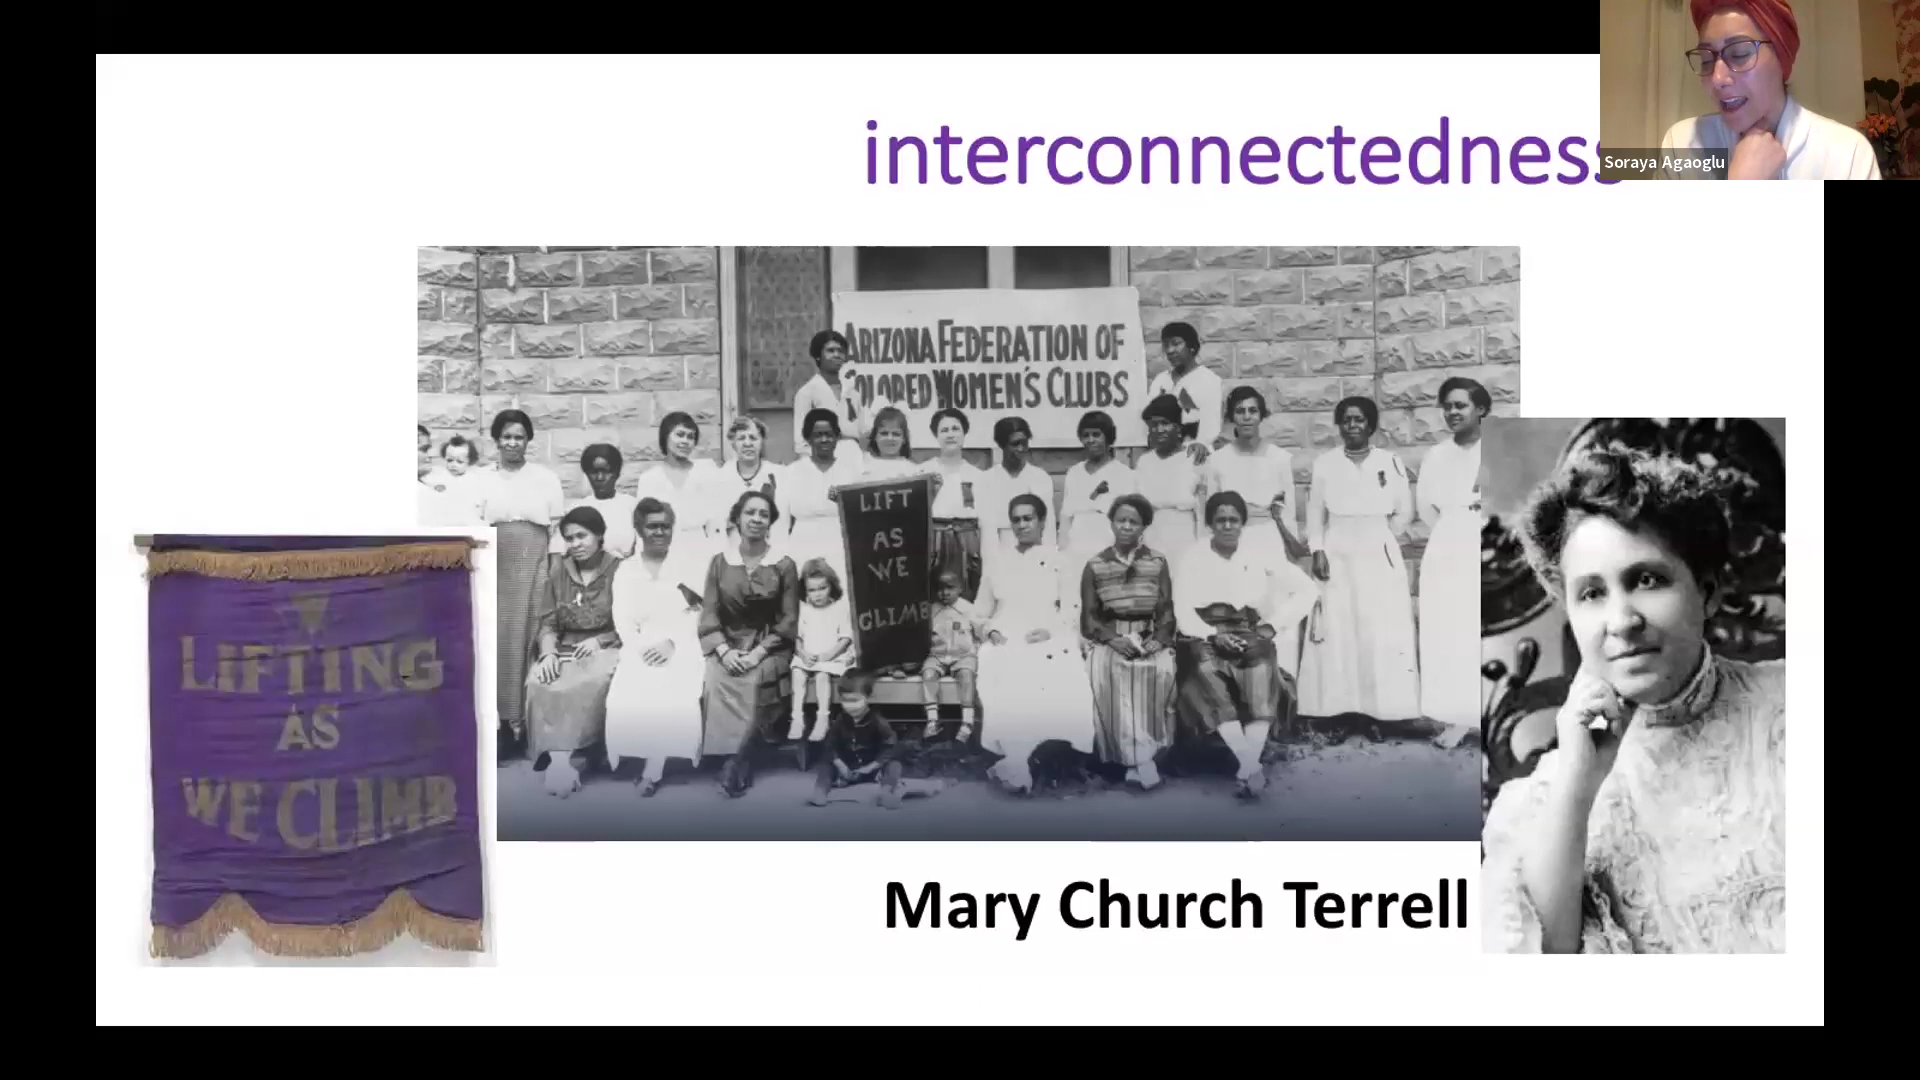 interconnectedness
Soraya Agaoglu
ARIZONA FEDERATION OF
COLORED WOMEN'S CLUBS
LIFT
AS
WE
CLIMB
LIFTING
AS
WE CLIMB
Mary Church Terrell